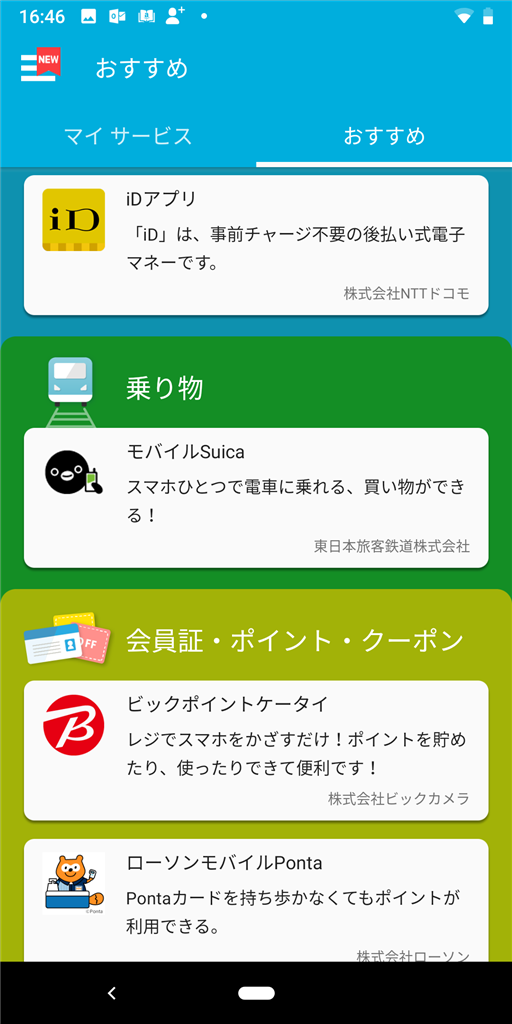 16:46
NEW
おすすめ
マイ サービス
おすすめ
iD
iDアプリ
「iD」は、事前チャージ不要の後払い式電子
マネーです。
株式会社NTTドコモ
乗り物
モバイルSuica
スマホひとつで電車に乗れる、買い物ができ
る！
東日本旅客鉄道株式会社
OFF
会員証・ポイント・クーポン
B
ビックポイントケータイ
レジでスマホをかざすだけ！ポイントを貯め
たり、使ったりできて便利です！
株式会社ビックカメラ
©Ponta
ローソンモバイルPonta
Pontaカードを持ち歩かなくてもポイントが
利用できる。
株式会社ローソン